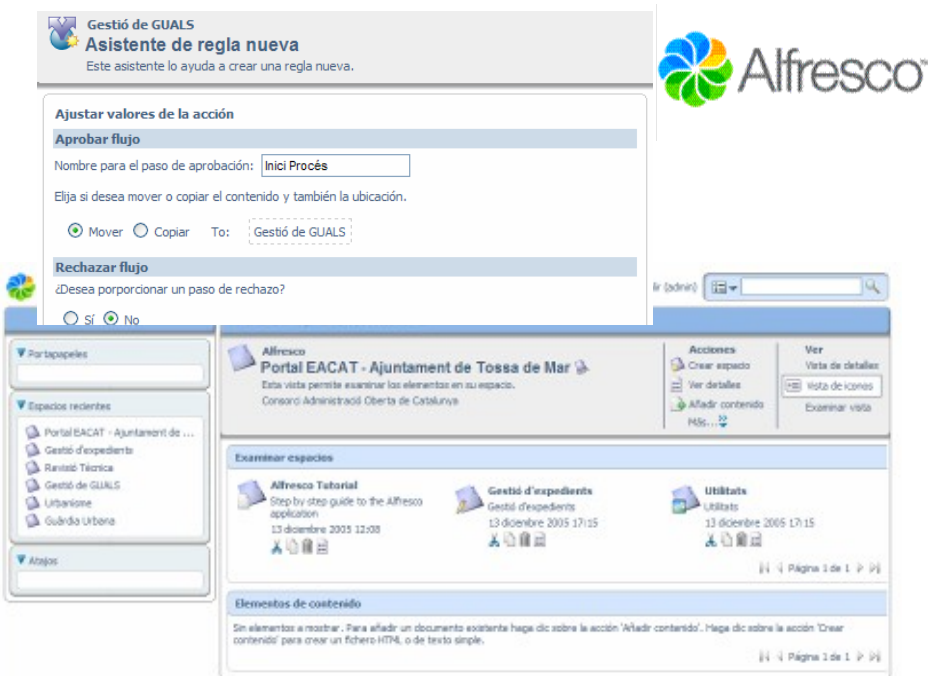 Gestió de GUALS
Asistente de regla nueva
Este asistente lo ayuda a crear una regla nueva.
Alfresco
Ajustar valores de la acción
Aprobar flujo
Nombre para el paso de aprobación: Inici Procés
Elija si desea mover o copiar el contenido y también la ubicación.
Mover Copiar To: Gestió de GUALS
Rechazar flujo
¿Desea porporcionar un paso de rechazo?
Sí No
ir (admin)
Portapapeles
Espacios recientes
Portal EACAT - Ajuntament de ...
Gestió d'expedients
Revisió Tècnica
Gestió de GUALS
Urbanisme
Guàrdia Urbana
Atajos
Alfresco
Portal EACAT - Ajuntament de Tossa de Mar
Esta vista permite examinar los elementos en su espacio.
Consorci Administració Oberta de Catalunya
Acciones
Crear espacio
Ver detalles
Añadir contenido
Más...
Ver
Vista de detalles
Vista de iconos
Examinar vista
Examinar espacios
Alfresco Tutorial
Step by step guide to the Alfresco
application
13 diciembre 2005 12:08
Gestió d'expedients
Gestió d'expedients
13 diciembre 2005 17:15
Utilitats
Utilitats
13 diciembre 2005 17:15
Página 1 de 1
Elementos de contenido
Sin elementos a mostrar. Para añadir un documento existente haga clic sobre la acción 'Añadir contenido'. Haga clic sobre la acción 'Crear
contenido' para crear un fichero HTML o de texto simple.
Página 1 de 1